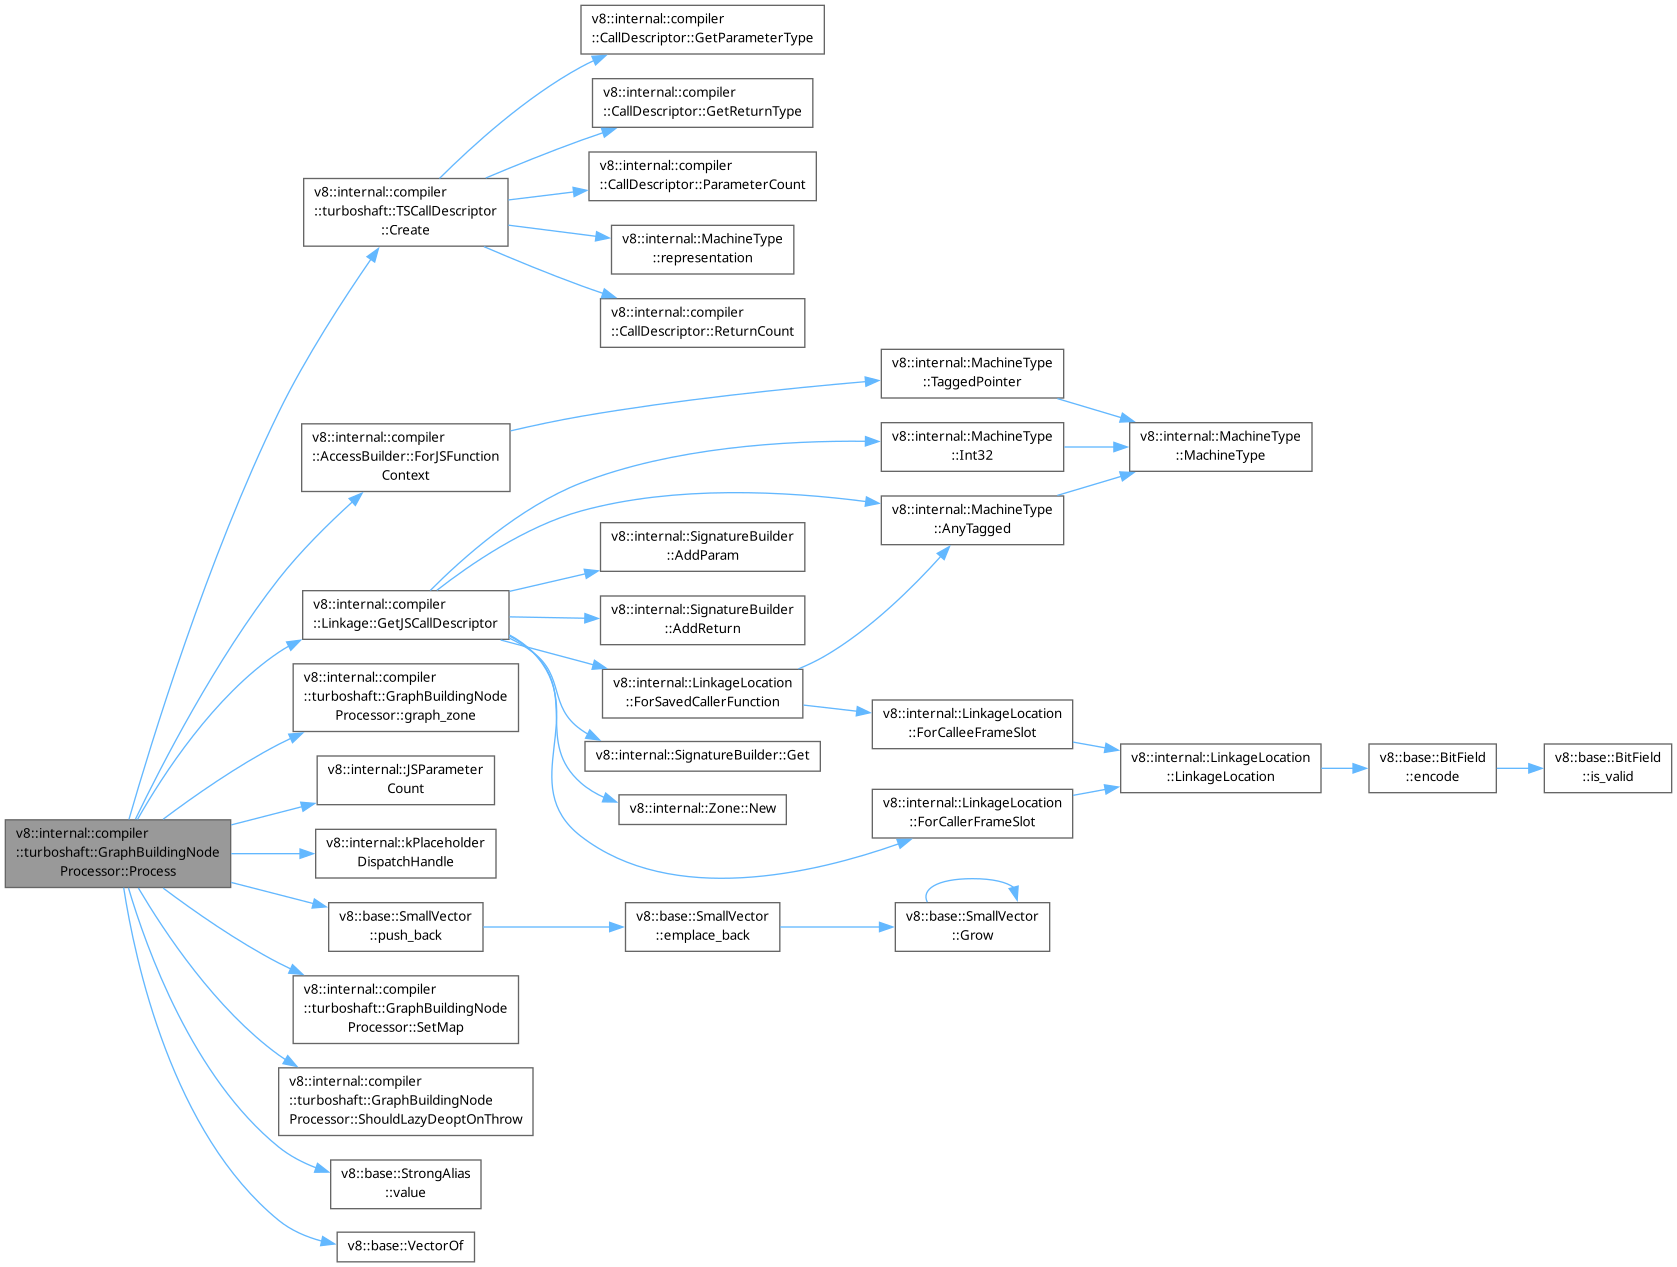 v8::internal::compiler
::CallDescriptor::GetParameterType
v8::internal::compiler
::CallDescriptor::GetReturnType
v8::internal::compiler
::CallDescriptor::ParameterCount
v8::internal::compiler
::turboshaft::TSCallDescriptor
::Create
v8::internal::MachineType
::representation
v8::internal::compiler
::CallDescriptor::ReturnCount
v8::internal::MachineType
::TaggedPointer
v8::internal::compiler
::AccessBuilder::ForJSFunction
Context
v8::internal::MachineType
::Int32
v8::internal::MachineType
::MachineType
v8::internal::MachineType
::AnyTagged
v8::internal::SignatureBuilder
::AddParam
v8::internal::compiler
::Linkage::GetJSCallDescriptor
v8::internal::SignatureBuilder
::AddReturn
v8::internal::compiler
::turboshaft::GraphBuildingNode
Processor::graph_zone
v8::internal::LinkageLocation
::ForSavedCallerFunction
v8::internal::LinkageLocation
::ForCalleeFrameSlot
v8::internal::SignatureBuilder::Get
v8::internal::LinkageLocation
::LinkageLocation
v8::base::BitField
::encode
v8::base::BitField
::is_valid
v8::internal::JSParameter
Count
v8::internal::Zone::New
v8::internal::LinkageLocation
::ForCallerFrameSlot
v8::internal::compiler
::turboshaft::GraphBuildingNode
Processor::Process
v8::internal::kPlaceholder
DispatchHandle
v8::base::SmallVector
::push_back
v8::base::SmallVector
::emplace_back
v8::base::SmallVector
::Grow
v8::internal::compiler
::turboshaft::GraphBuildingNode
Processor::SetMap
v8::internal::compiler
::turboshaft::GraphBuildingNode
Processor::ShouldLazyDeoptOnThrow
v8::base::StrongAlias
::value
v8::base::VectorOf